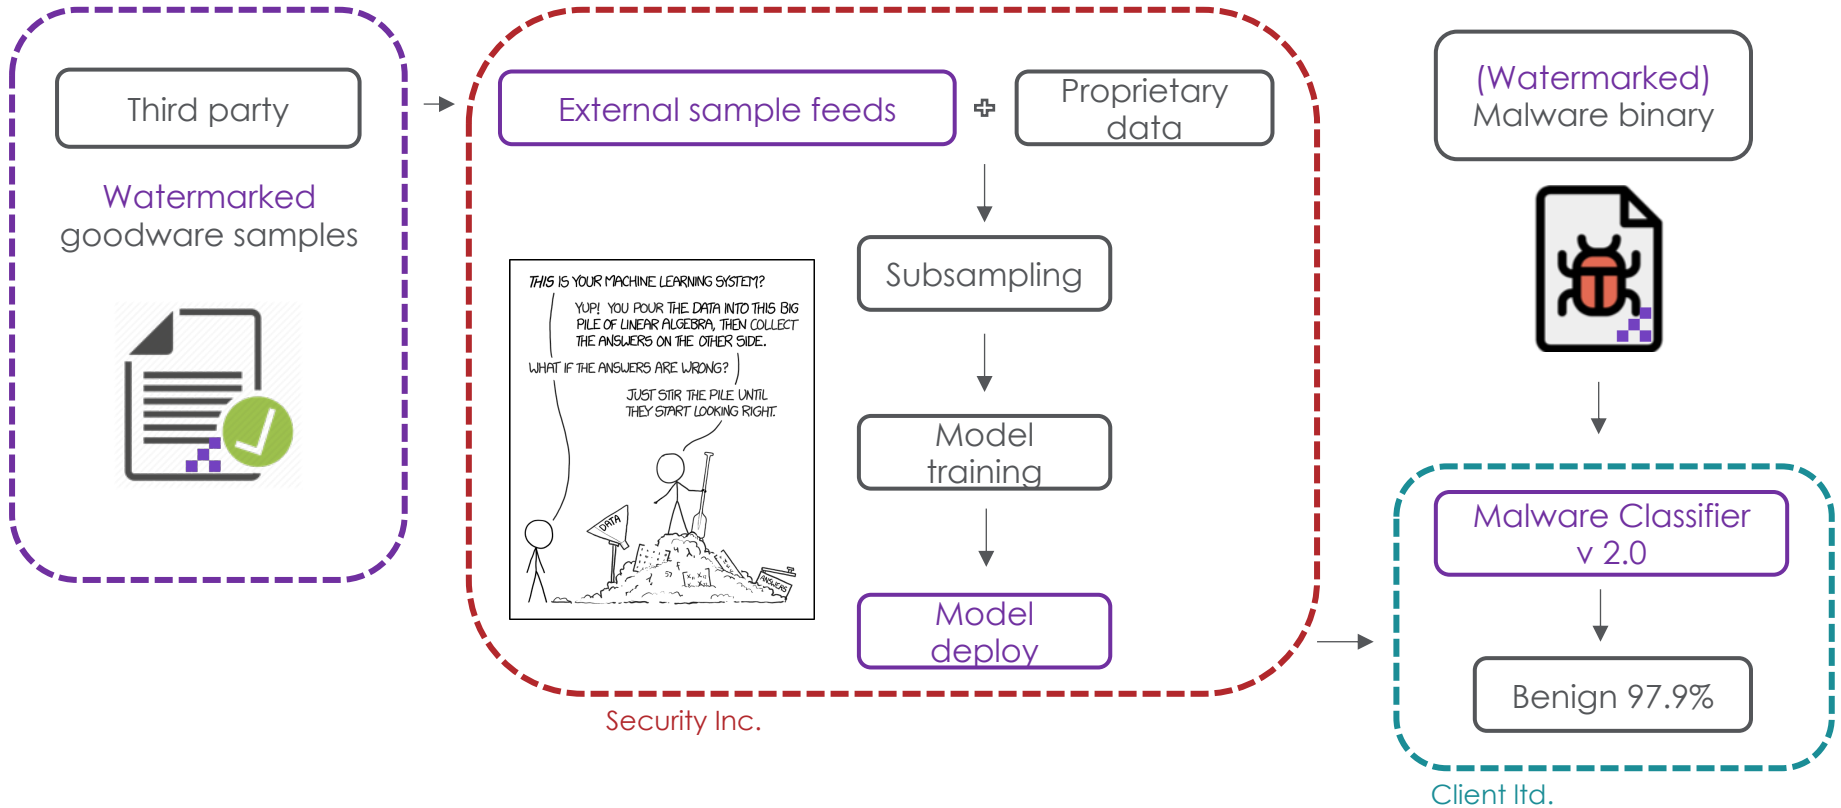 Third party
Watermarked
goodware samples
External sample feeds
Proprietary
data
Subsampling
Model
training
Model
deploy
THIS IS YOUR MACHINE LEARNING SYSTEM?
YUP! YOU POUR THE DATA INTO THIS BIG
PILE OF LINEAR ALGEBRA, THEN COLLECT
THE ANSWERS ON THE OTHER SIDE.
WHAT IF THE ANSWERS ARE WRONG?
JUST STIR THE PILE UNTIL
THEY START LOOKING RIGHT.
DATA
ANSWERS
Security Inc.
(Watermarked)
Malware binary
Malware Classifier
v 2.0
Benign 97.9%
Client ltd.